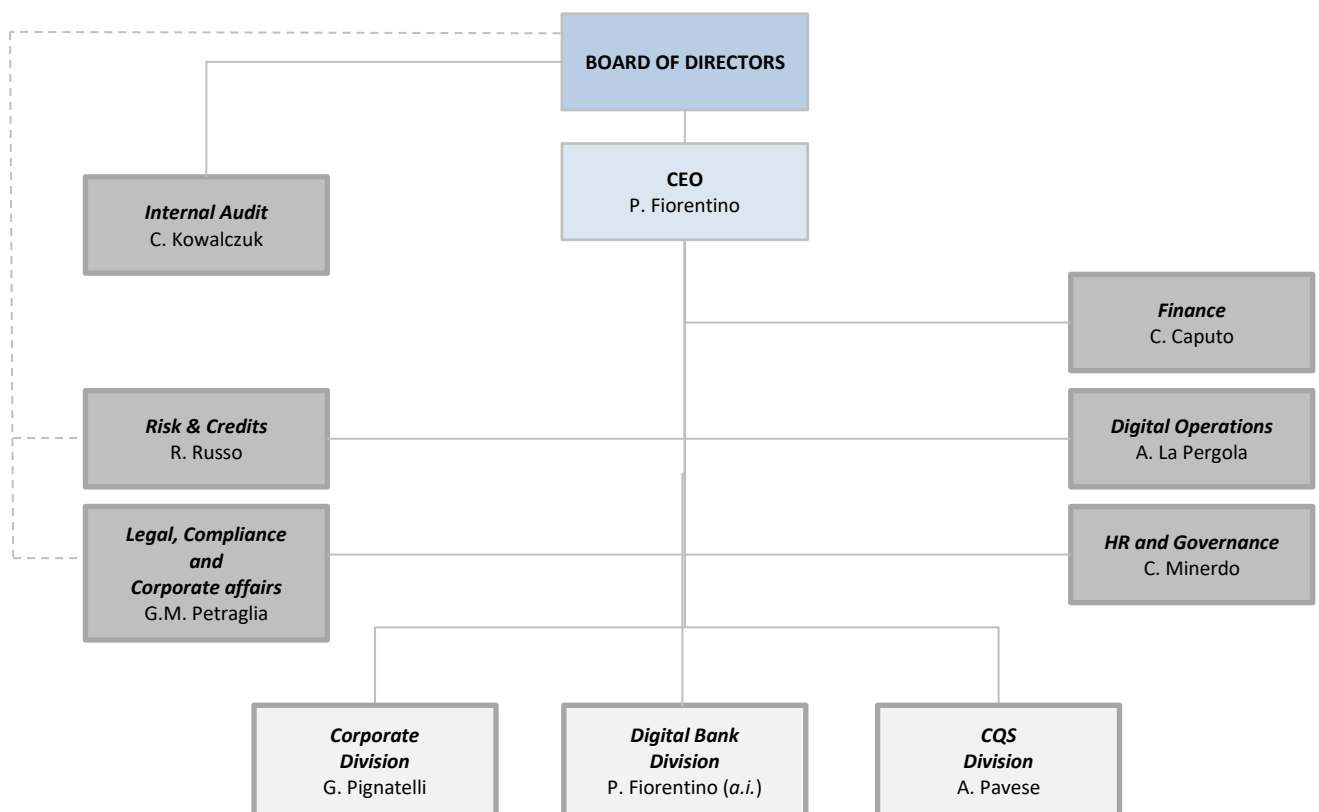 BOARD OF DIRECTORS
CEO
P. Fiorentino
Internal Audit
C. Kowalczuk
Finance
C. Caputo
Risk & Credits
R. Russo
Digital Operations
A. La Pergola
Legal, Compliance
and
Corporate affairs
G.M. Petraglia
HR and Governance
C. Minerdo
Corporate
Division
G. Pignatelli
Digital Bank
Division
P. Fiorentino (a.i.)
CQS
Division
A. Pavese